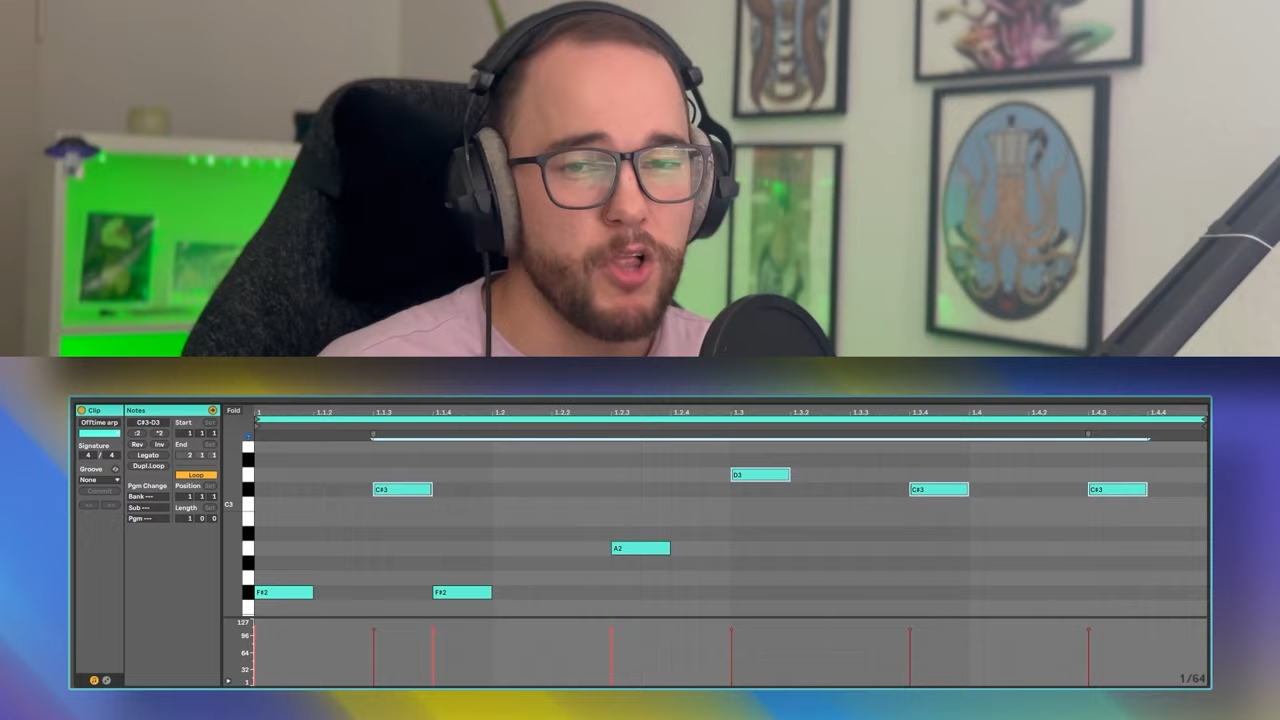 Clip
Notes
Fold
1
1.1.2
1.1.3
1.1.4
1.2
1.2.2
1.2.3
1.2.4
1.3
1.3.2
1.3.3
1.3.4
1.4
1.4.2
1.4.3
1.4.4
Offtime arp
C#3-D3
Start Set
:2 *2
1 1 1
Signature
Rev Inv
End Set
4 / 4
Legato
2 1 1
Groove
Dupl.Loop
None
Loop
Commit
Pgm Change
Position Set
Bank ---
1 1 1
Sub ---
Length Set
Pgm ---
1 0 0
C3
D3
C#3
C#3
C#3
A2
F#2
F#2
127
96
64
32
1
1/64